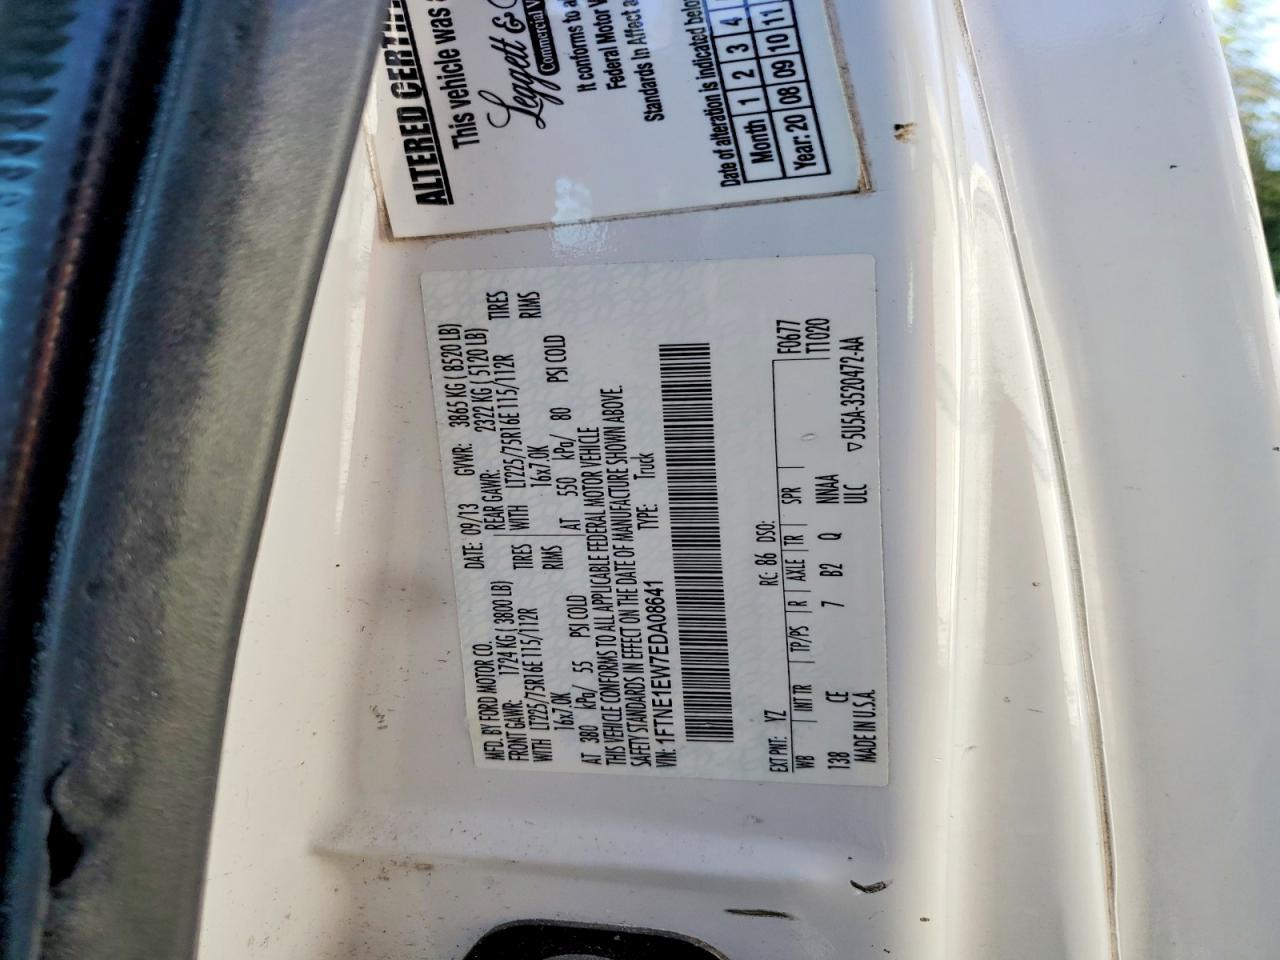 MFD. BY FORD MOTOR CO.
DATE: 09/13 GVWR: 3865 KG ( 8520 LB)
FRONT GAWR: 1724 KG ( 3800 LB) REAR GAWR: 2322 KG ( 5120 LB)
WITH LT225/75R16E 115/112R TIRES WITH LT225/75R16E 115/112R TIRES
16x7.0K RIMS 16x7.0K RIMS
AT 380 kPa/ 55 PSI COLD AT 550 kPa/ 80 PSI COLD
THIS VEHICLE CONFORMS TO ALL APPLICABLE FEDERAL MOTOR VEHICLE
SAFETY STANDARDS IN EFFECT ON THE DATE OF MANUFACTURE SHOWN ABOVE.
VIN: 1FTNE1EW7EDA08641 TYPE: Truck
F0677
T1020
EXT PNT: YZ RC: 86 DSO:
WB INT TR TP/PS R AXLE TR SPR
138 CE 7 B2 Q NNAA
MADE IN U.S.A. ULC ▽5U5A-3520472-AA
ALTERED
This vehicle was
Leggett &
Commercial
It conforms to
Federal Motor
Standards In Affect
Date of alteration is indicated
Month 1 2 3 4
Year: 20 08 09 10 11